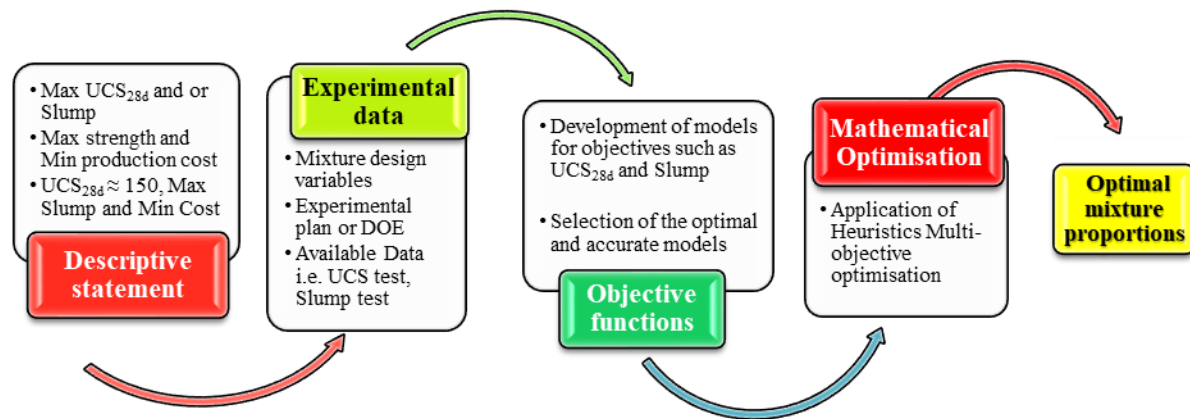 • Max UCS28d and or
Slump
• Max strength and
Min production cost
• UCS28d ≈ 150, Max
Slump and Min Cost
Descriptive
statement
Experimental
data
• Mixture design
variables
• Experimental
plan or DOE
• Available Data
i.e. UCS test,
Slump test
• Development of models
for objectives such as
UCS28d and Slump
• Selection of the optimal
and accurate models
Objective
functions
Mathematical
Optimisation
• Application of
Heuristics Multi-
objective
optimisation
Optimal
mixture
proportions